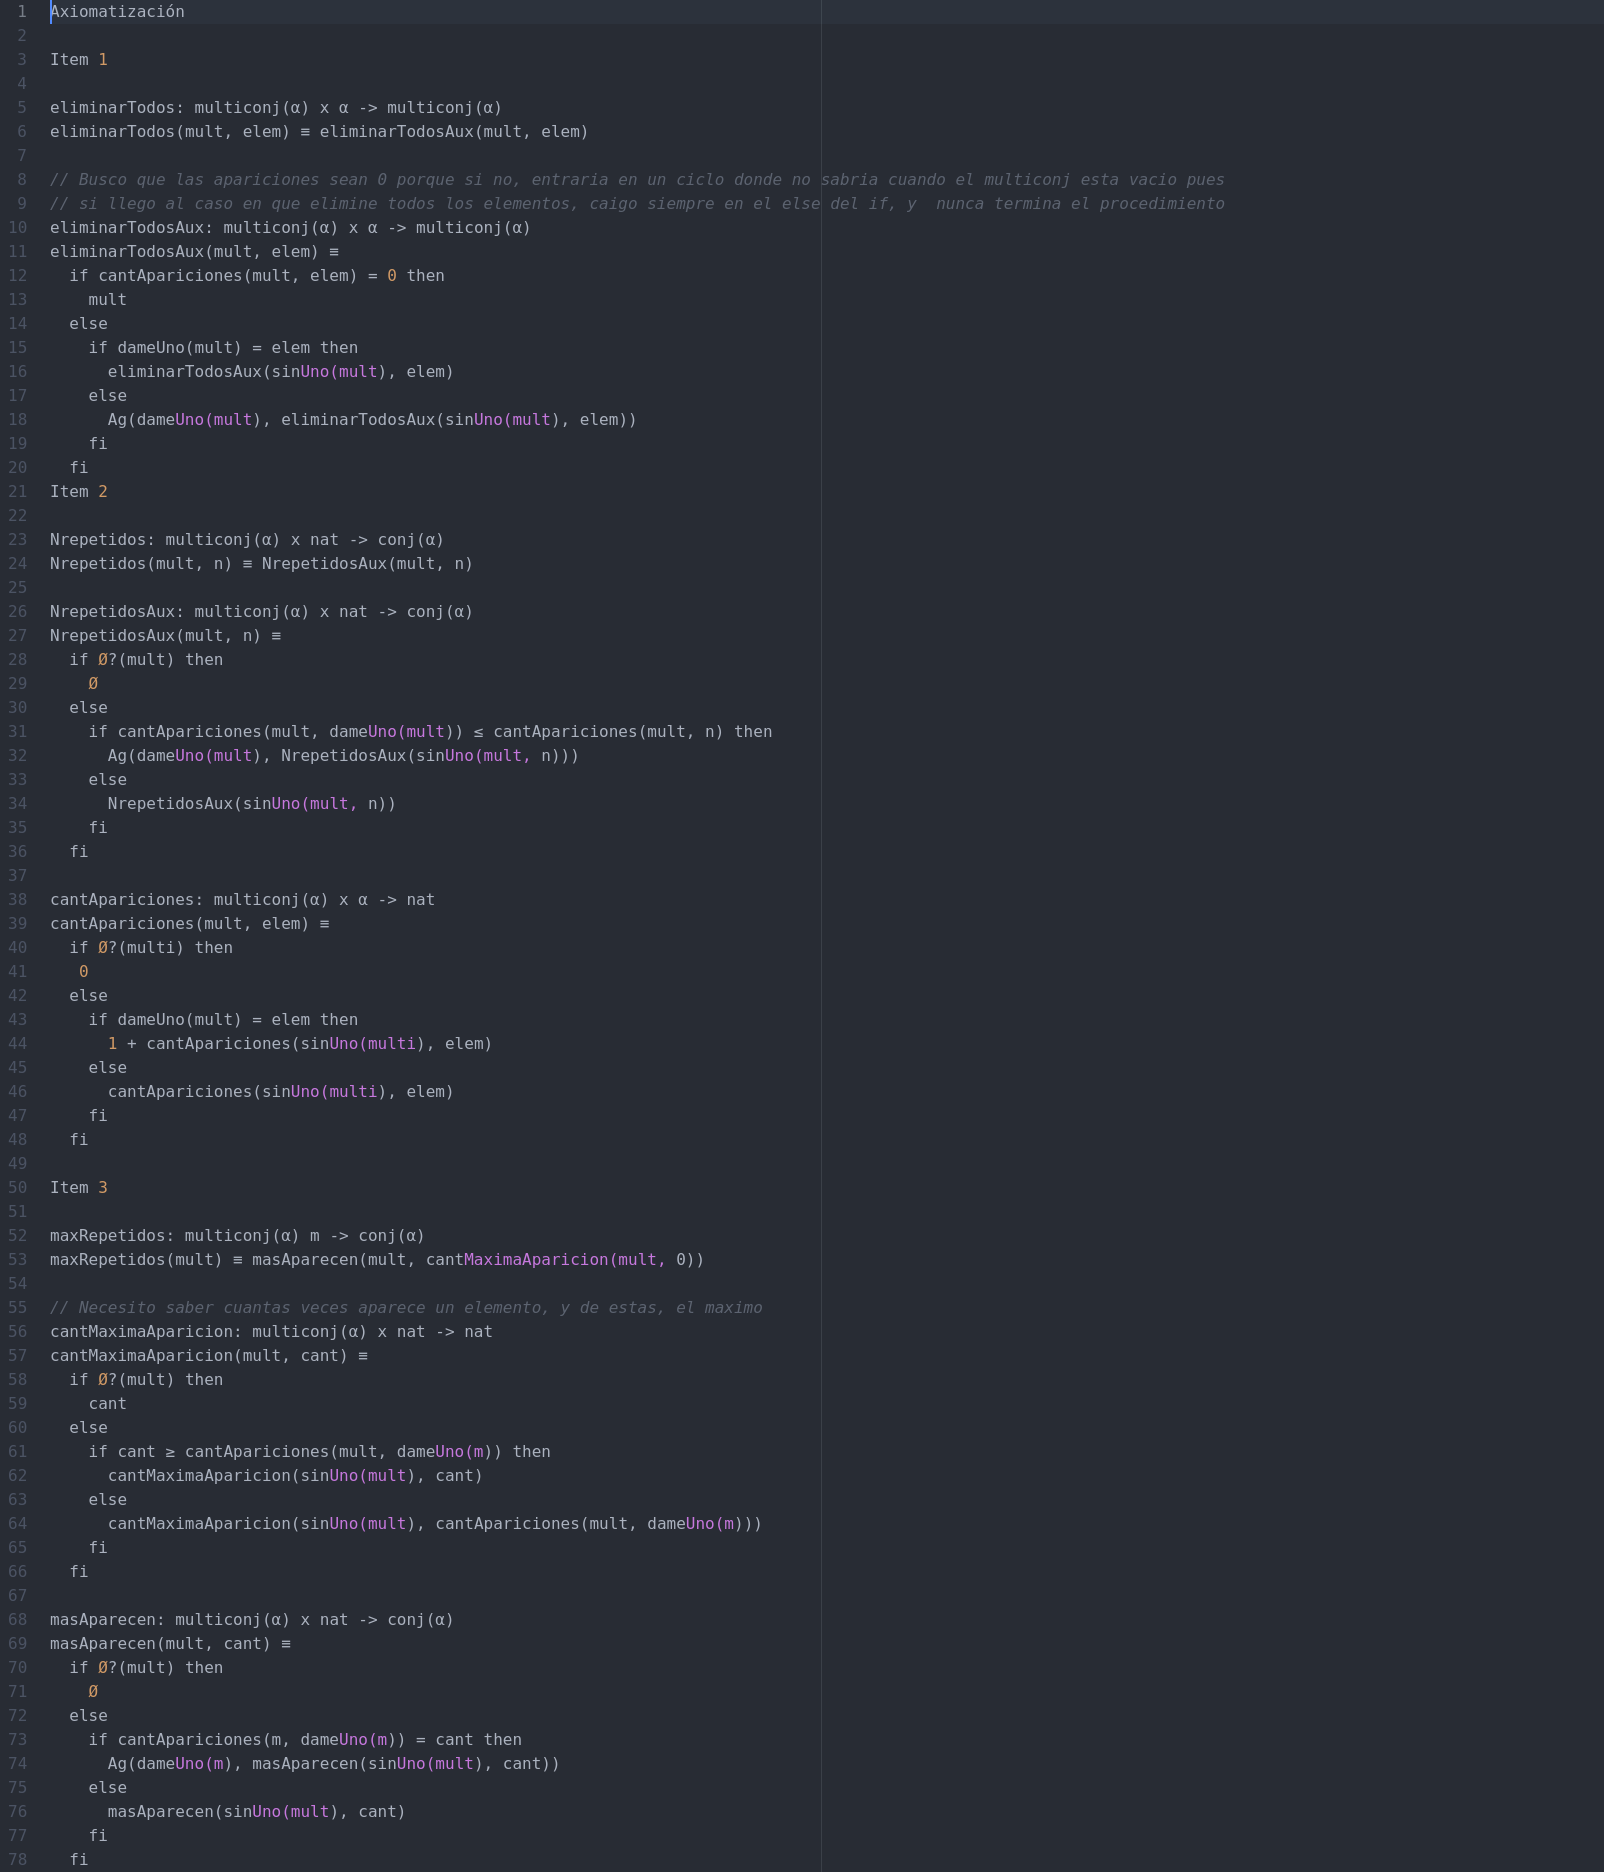 1 Axiomatización
2
3 Item 1
4
5 eliminarTodos: multiconj(α) x α -> multiconj(α)
6 eliminarTodos(mult, elem) ≡ eliminarTodosAux(mult, elem)
7
8 // Busco que las apariciones sean 0 porque si no, entraria en un ciclo donde no sabria cuando el multiconj esta vacio pues
9 // si llego al caso en que elimine todos los elementos, caigo siempre en el else del if, y  nunca termina el procedimiento
10 eliminarTodosAux: multiconj(α) x α -> multiconj(α)
11 eliminarTodosAux(mult, elem) ≡
12   if cantApariciones(mult, elem) = 0 then
13     mult
14   else
15     if dameUno(mult) = elem then
16       eliminarTodosAux(sinUno(mult), elem)
17     else
18       Ag(dameUno(mult), eliminarTodosAux(sinUno(mult), elem))
19     fi
20   fi
21 Item 2
22
23 Nrepetidos: multiconj(α) x nat -> conj(α)
24 Nrepetidos(mult, n) ≡ NrepetidosAux(mult, n)
25
26 NrepetidosAux: multiconj(α) x nat -> conj(α)
27 NrepetidosAux(mult, n) ≡
28   if Ø?(mult) then
29     Ø
30   else
31     if cantApariciones(mult, dameUno(mult)) ≤ cantApariciones(mult, n) then
32       Ag(dameUno(mult), NrepetidosAux(sinUno(mult, n)))
33     else
34       NrepetidosAux(sinUno(mult, n))
35     fi
36   fi
37
38 cantApariciones: multiconj(α) x α -> nat
39 cantApariciones(mult, elem) ≡
40   if Ø?(multi) then
41    0
42   else
43     if dameUno(mult) = elem then
44       1 + cantApariciones(sinUno(multi), elem)
45     else
46       cantApariciones(sinUno(multi), elem)
47     fi
48   fi
49
50 Item 3
51
52 maxRepetidos: multiconj(α) m -> conj(α)
53 maxRepetidos(mult) ≡ masAparecen(mult, cantMaximaAparicion(mult, 0))
54
55 // Necesito saber cuantas veces aparece un elemento, y de estas, el maximo
56 cantMaximaAparicion: multiconj(α) x nat -> nat
57 cantMaximaAparicion(mult, cant) ≡
58   if Ø?(mult) then
59     cant
60   else
61     if cant ≥ cantApariciones(mult, dameUno(m)) then
62       cantMaximaAparicion(sinUno(mult), cant)
63     else
64       cantMaximaAparicion(sinUno(mult), cantApariciones(mult, dameUno(m)))
65     fi
66   fi
67
68 masAparecen: multiconj(α) x nat -> conj(α)
69 masAparecen(mult, cant) ≡
70   if Ø?(mult) then
71     Ø
72   else
73     if cantApariciones(m, dameUno(m)) = cant then
74       Ag(dameUno(m), masAparecen(sinUno(mult), cant))
75     else
76       masAparecen(sinUno(mult), cant)
77     fi
78   fi